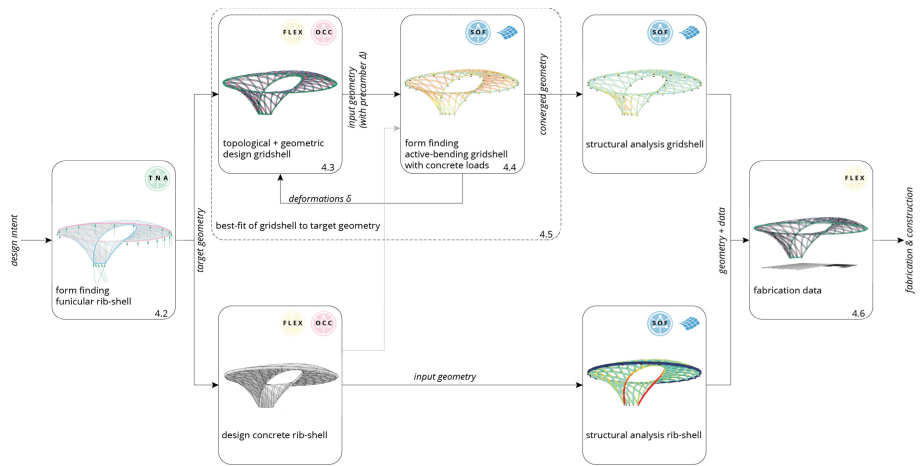 design intent
TNA
form finding
funicular rib-shell
4.2
target geometry
FLEX
OCC
topological + geometric
design gridshell
4.3
input geometry
(with precamber Δ)
SOF
form finding
active-bending gridshell
with concrete loads
4.4
deformations δ
best-fit of gridshell to target geometry
4.5
converged geometry
SOF
structural analysis gridshell
FLEX
OCC
design concrete rib-shell
input geometry
SOF
structural analysis rib-shell
geometry + data
FLEX
fabrication data
4.6
fabrication & construction